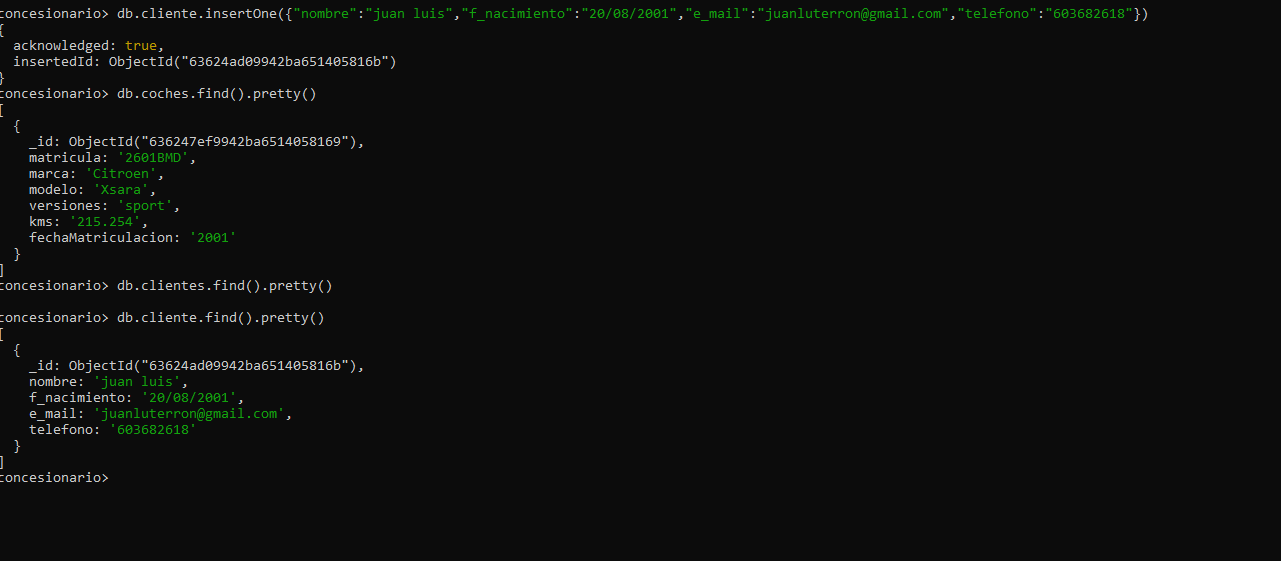 concesionario> db.cliente.insertOne({"nombre":"juan luis","f_nacimiento":"20/08/2001","e_mail":"juanluterron@gmail.com","telefono":"603682618"})
{
  acknowledged: true,
  insertedId: ObjectId("63624ad09942ba651405816b")
}
concesionario> db.coches.find().pretty()
[
  {
    _id: ObjectId("636247ef9942ba6514058169"),
    matricula: '2601BMD',
    marca: 'Citroen',
    modelo: 'Xsara',
    versiones: 'sport',
    kms: '215.254',
    fechaMatriculacion: '2001'
  }
]
concesionario> db.clientes.find().pretty()

concesionario> db.cliente.find().pretty()
[
  {
    _id: ObjectId("63624ad09942ba651405816b"),
    nombre: 'juan luis',
    f_nacimiento: '20/08/2001',
    e_mail: 'juanluterron@gmail.com',
    telefono: '603682618'
  }
]
concesionario>